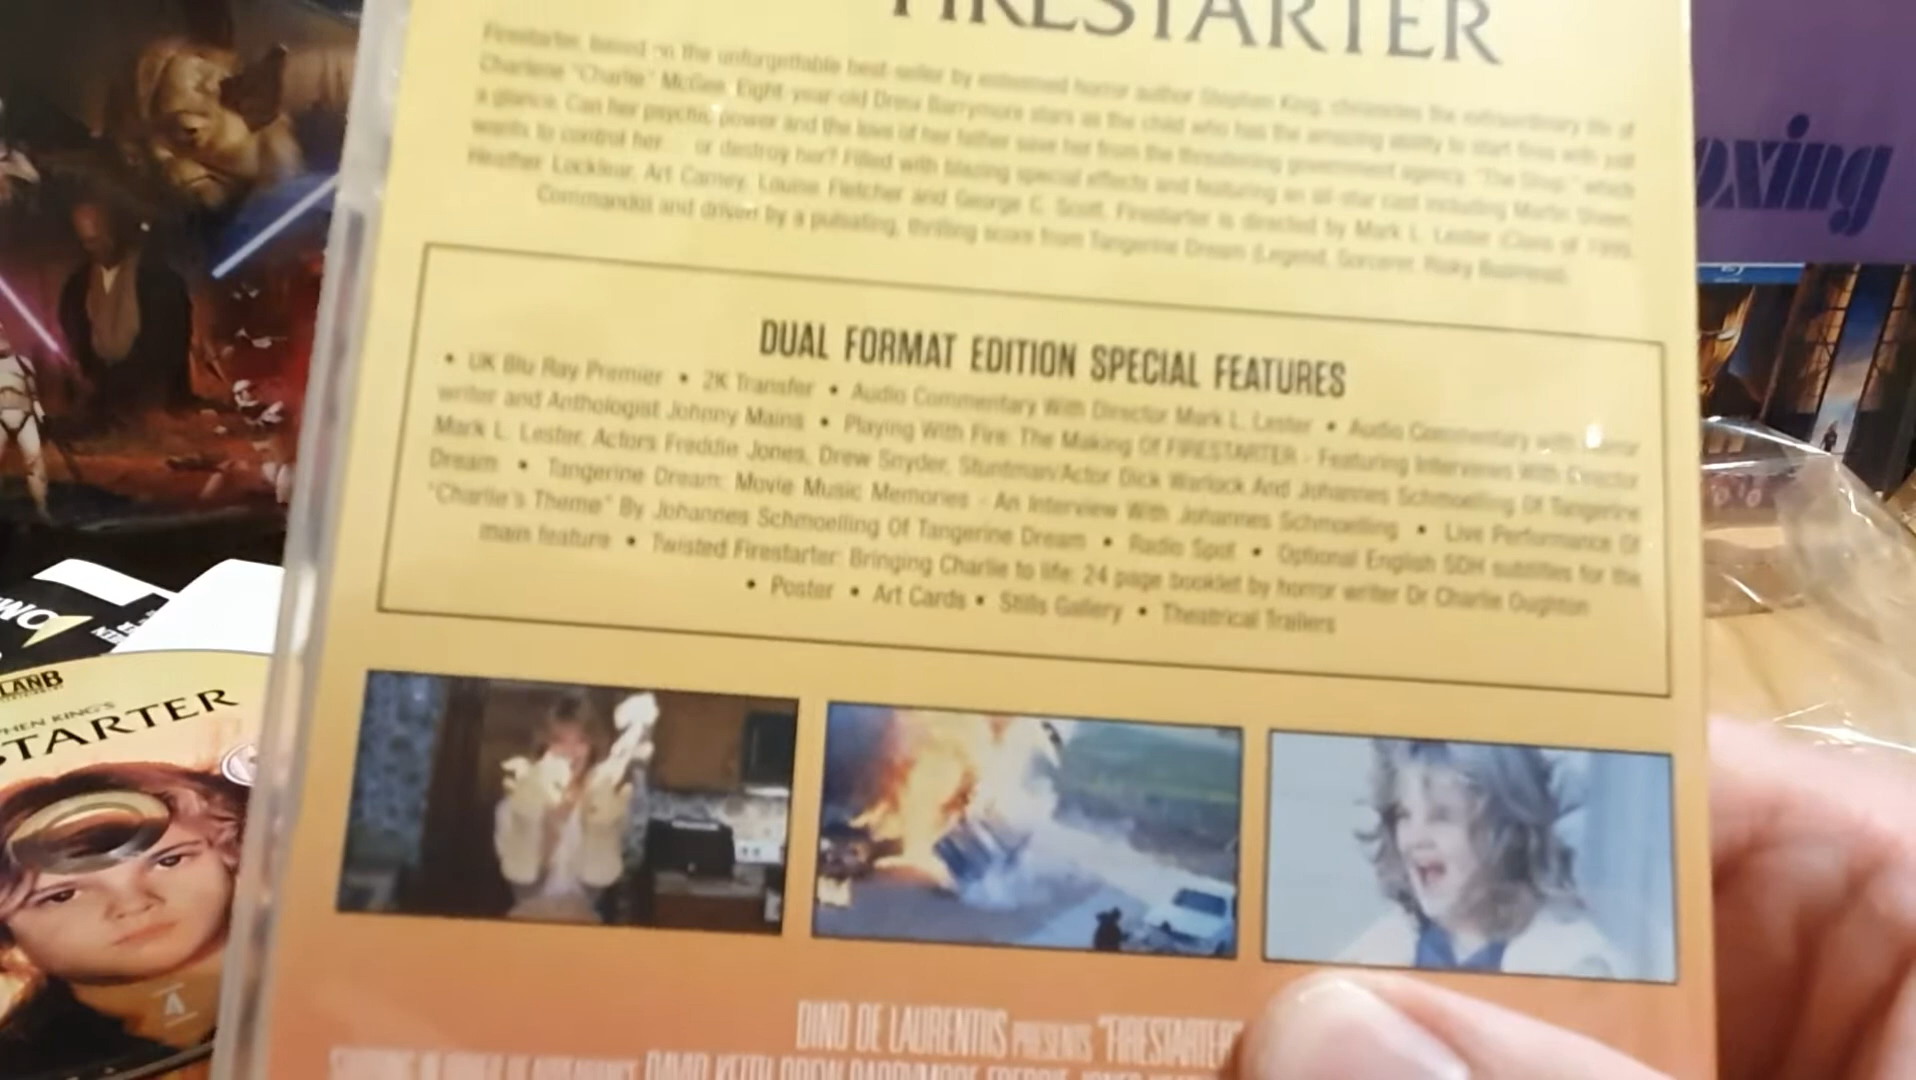 FIRESTARTER
Firestarter, based on the unforgettable best-seller by esteemed horror author Stephen King, chronicles the extraordinary life of
Charlene "Charlie" McGee. Eight-year-old Drew Barrymore stars as the child who has the amazing ability to start fires with just
a glance. Can her psychic power and the love of her father save her from the threatening government agency, "The Shop," which
wants to control her... or destroy her? Filled with blazing special effects and featuring an all-star cast including Martin Sheen,
Heather Locklear, Art Carney, Louise Fletcher and George C. Scott, Firestarter is directed by Mark L. Lester (Class of 1999,
Commando) and driven by a pulsating, thrilling score from Tangerine Dream (Legend, Sorcerer, Risky Business).
DUAL FORMAT EDITION SPECIAL FEATURES
• UK Blu Ray Premier • 2K Transfer • Audio Commentary With Director Mark L. Lester • Audio Commentary with horror
writer and Anthologist Johnny Mains • Playing With Fire: The Making Of FIRESTARTER - Featuring Interviews With Director
Mark L. Lester, Actors Freddie Jones, Drew Snyder, Stuntman/Actor Dick Warlock And Johannes Schmoelling Of Tangerine
Dream • Tangerine Dream: Movie Music Memories - An Interview With Johannes Schmoelling • Live Performance Of
"Charlie's Theme" By Johannes Schmoelling Of Tangerine Dream • Radio Spot • Optional English SDH subtitles for the
main feature • Twisted Firestarter: Bringing Charlie to life: 24 page booklet by horror writer Dr Charlie Oughton
• Poster • Art Cards • Stills Gallery • Theatrical Trailers
DINO DE LAURENTIIS PRESENTS "FIRESTARTER"
DAVID KEITH DREW BARRYMORE FREDDIE
oxing
LANB
PHEN KING'S
STARTER